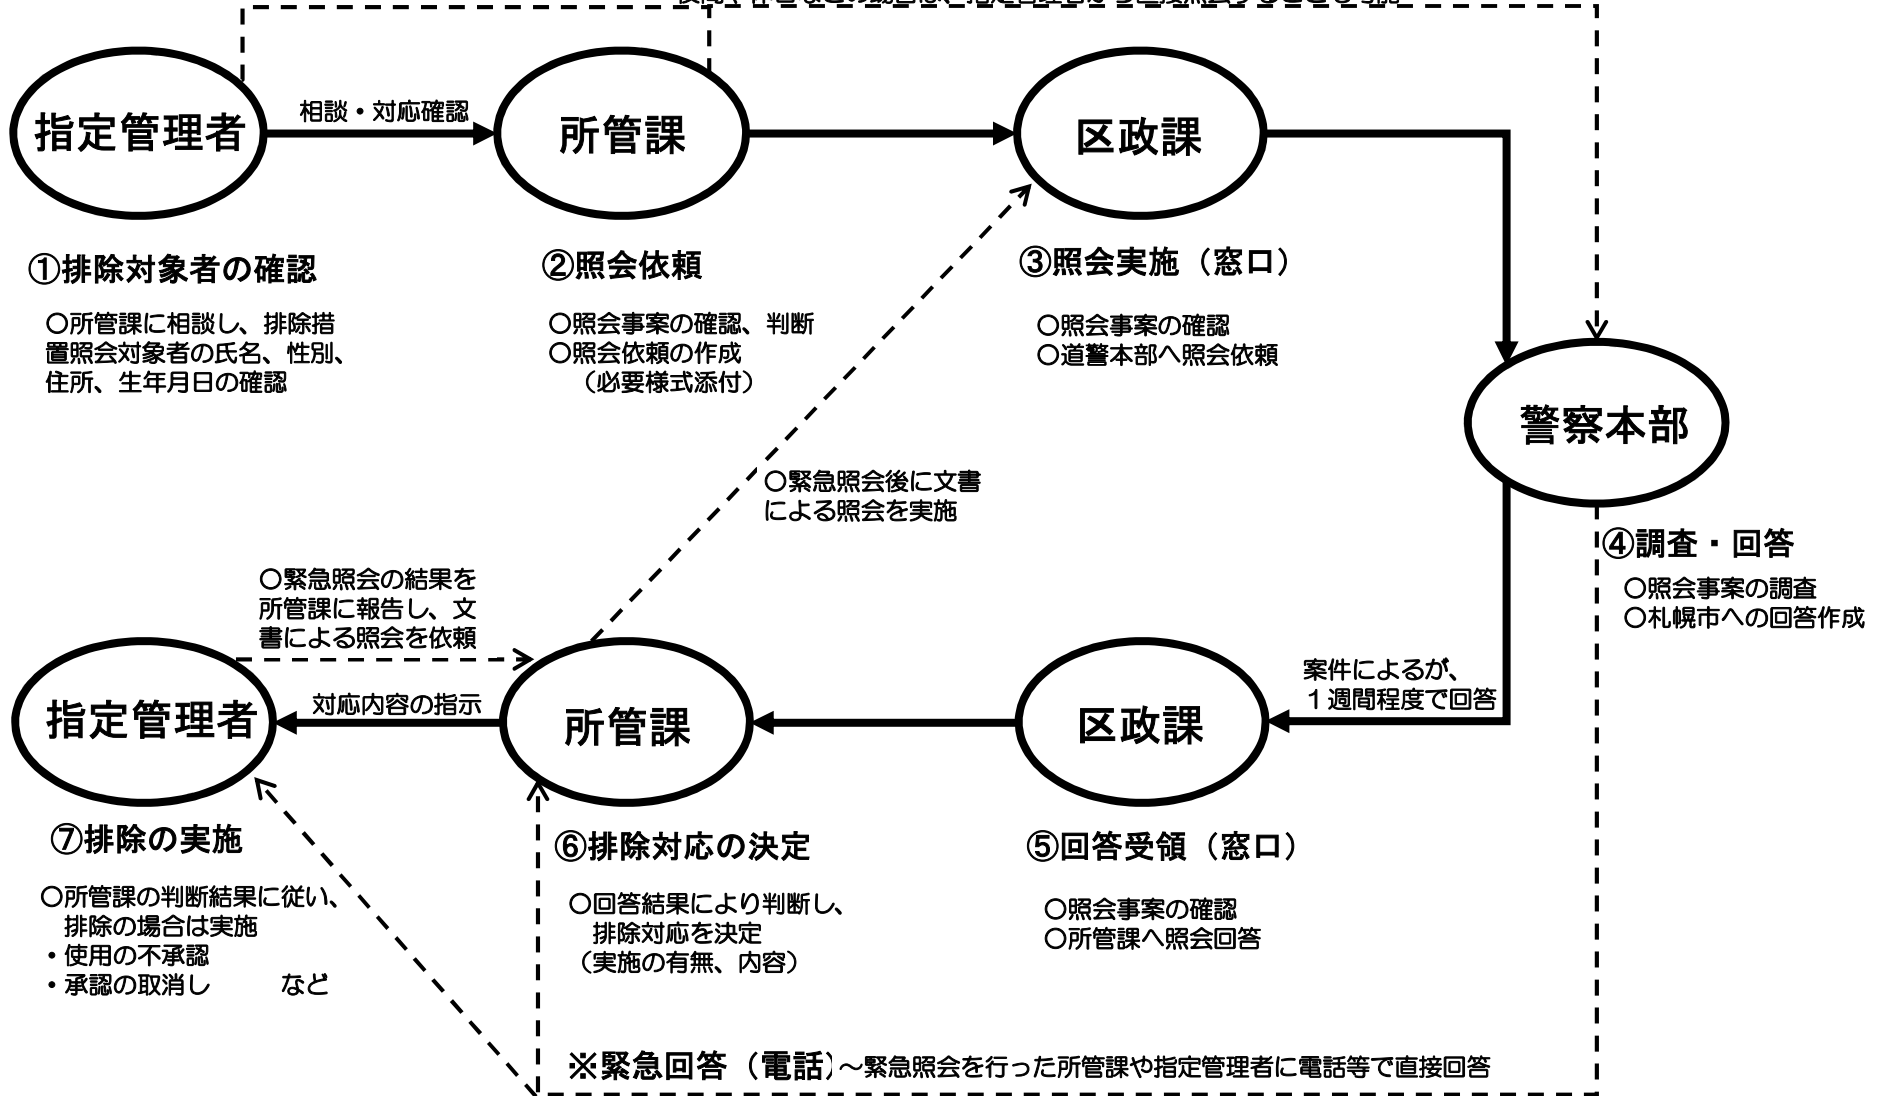 指定管理者
相談・対応確認
所管課
区政課
①排除対象者の確認
○所管課に相談し、排除措
置照会対象者の氏名、性別、
住所、生年月日の確認
②照会依頼
○照会事案の確認、判断
○照会依頼の作成
（必要様式添付）
③照会実施（窓口）
○照会事案の確認
○道警本部へ照会依頼
警察本部
○緊急照会後に文書
による照会を実施
④調査・回答
○照会事案の調査
○札幌市への回答作成
○緊急照会の結果を
所管課に報告し、文
書による照会を依頼
案件によるが、
１週間程度で回答
指定管理者
対応内容の指示
所管課
区政課
⑦排除の実施
○所管課の判断結果に従い、
排除の場合は実施
・使用の不承認
・承認の取消し　　　など
⑥排除対応の決定
○回答結果により判断し、
排除対応を決定
（実施の有無、内容）
⑤回答受領（窓口）
○照会事案の確認
○所管課へ照会回答
※緊急回答（電話）～緊急照会を行った所管課や指定管理者に電話等で直接回答